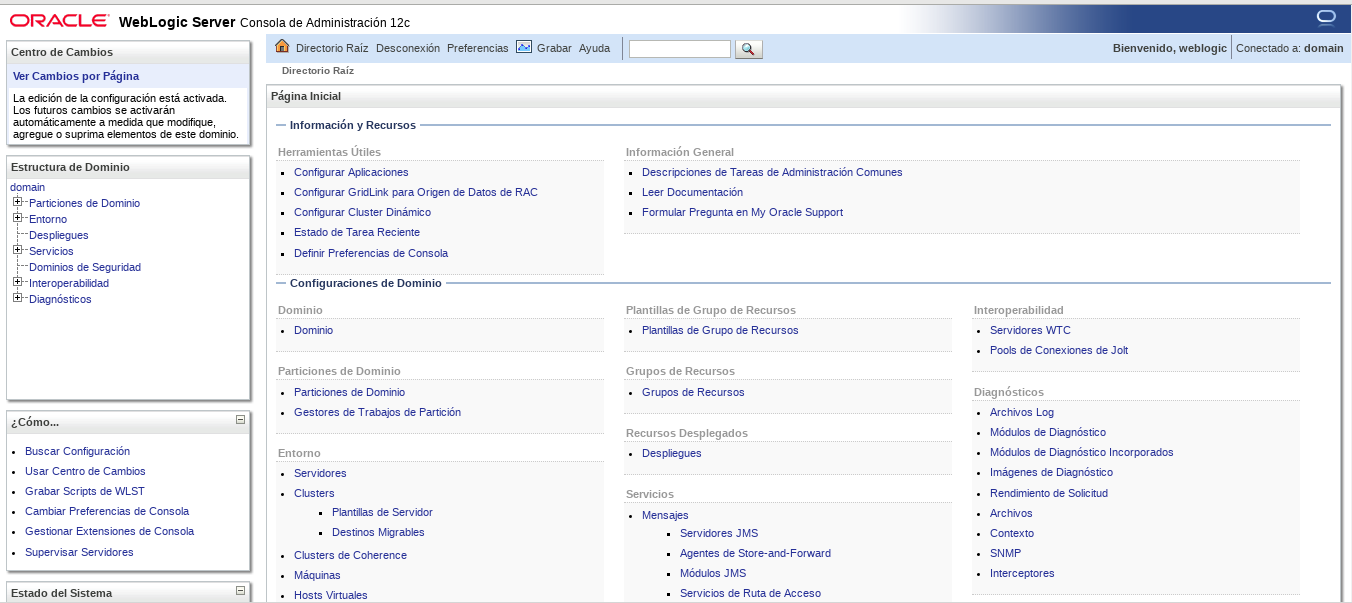 ORACLE WebLogic Server Consola de Administración 12c
Centro de Cambios
Ver Cambios por Página
La edición de la configuración está activada.
Los futuros cambios se activarán
automáticamente a medida que modifique,
agregue o suprima elementos de este dominio.
Estructura de Dominio
domain
Particiones de Dominio
Entorno
Despliegues
Servicios
Dominios de Seguridad
Interoperabilidad
Diagnósticos
¿Cómo...
Buscar Configuración
Usar Centro de Cambios
Grabar Scripts de WLST
Cambiar Preferencias de Consola
Gestionar Extensiones de Consola
Supervisar Servidores
Estado del Sistema
Directorio Raíz Desconexión Preferencias Grabar Ayuda
Bienvenido, weblogic Conectado a: domain
Directorio Raíz
Página Inicial
Información y Recursos
Herramientas Útiles
Configurar Aplicaciones
Configurar GridLink para Origen de Datos de RAC
Configurar Cluster Dinámico
Estado de Tarea Reciente
Definir Preferencias de Consola
Información General
Descripciones de Tareas de Administración Comunes
Leer Documentación
Formular Pregunta en My Oracle Support
Configuraciones de Dominio
Dominio
Dominio
Particiones de Dominio
Particiones de Dominio
Gestores de Trabajos de Partición
Entorno
Servidores
Clusters
Plantillas de Servidor
Destinos Migrables
Clusters de Coherence
Máquinas
Hosts Virtuales
Plantillas de Grupo de Recursos
Plantillas de Grupo de Recursos
Grupos de Recursos
Grupos de Recursos
Recursos Desplegados
Despliegues
Servicios
Mensajes
Servidores JMS
Agentes de Store-and-Forward
Módulos JMS
Servicios de Ruta de Acceso
Interoperabilidad
Servidores WTC
Pools de Conexiones de Jolt
Diagnósticos
Archivos Log
Módulos de Diagnóstico
Módulos de Diagnóstico Incorporados
Imágenes de Diagnóstico
Rendimiento de Solicitud
Archivos
Contexto
SNMP
Interceptores